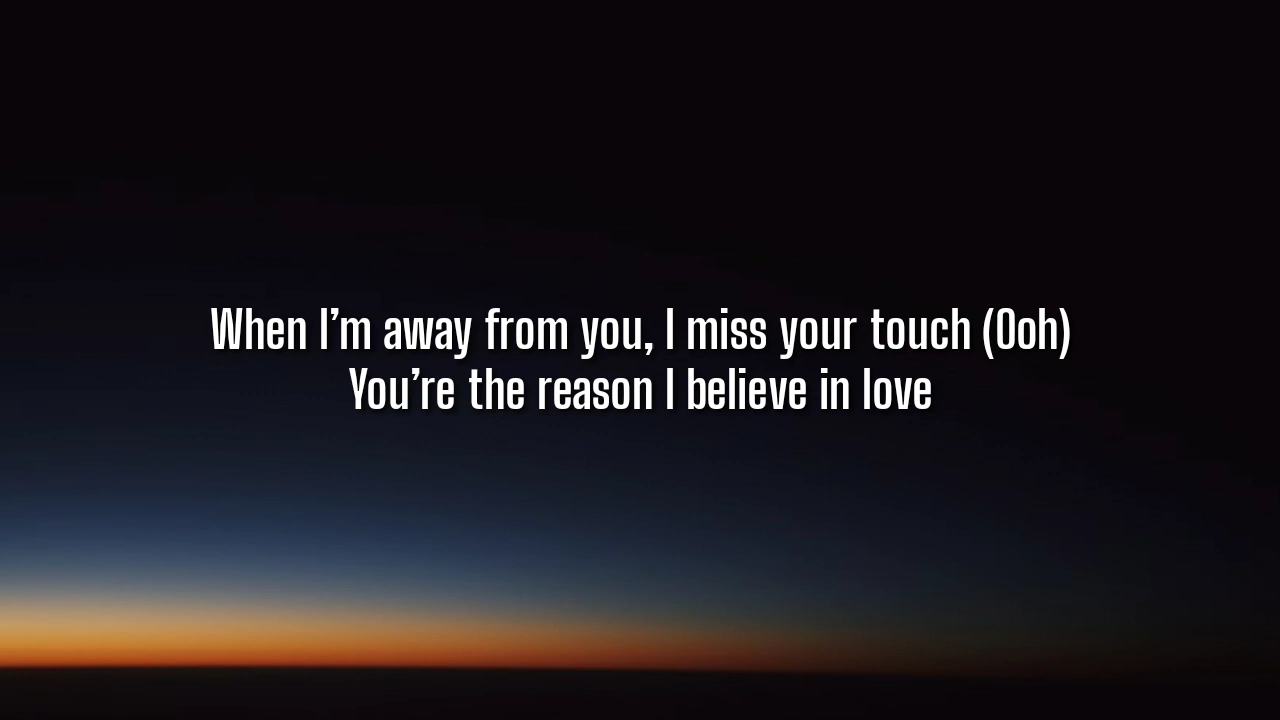 When I’m away from you, I miss your touch (Ooh)
You’re the reason I believe in love